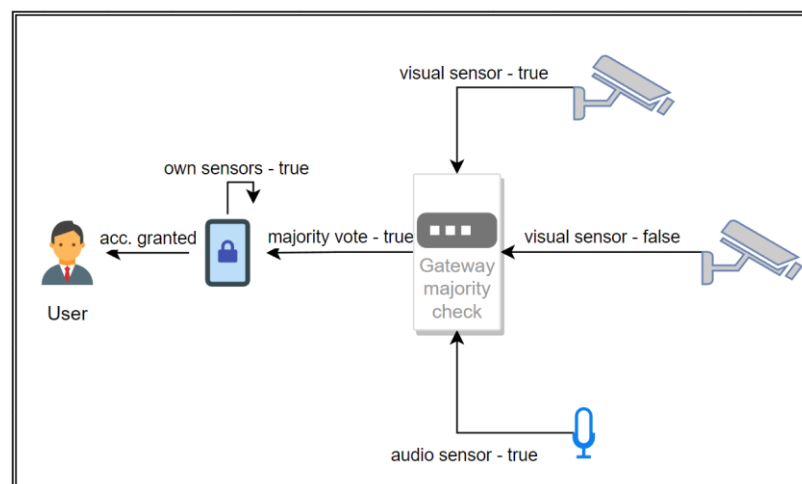 visual sensor - true
own sensors - true
acc. granted
majority vote - true
visual sensor - false
Gateway
majority
check
User
audio sensor - true